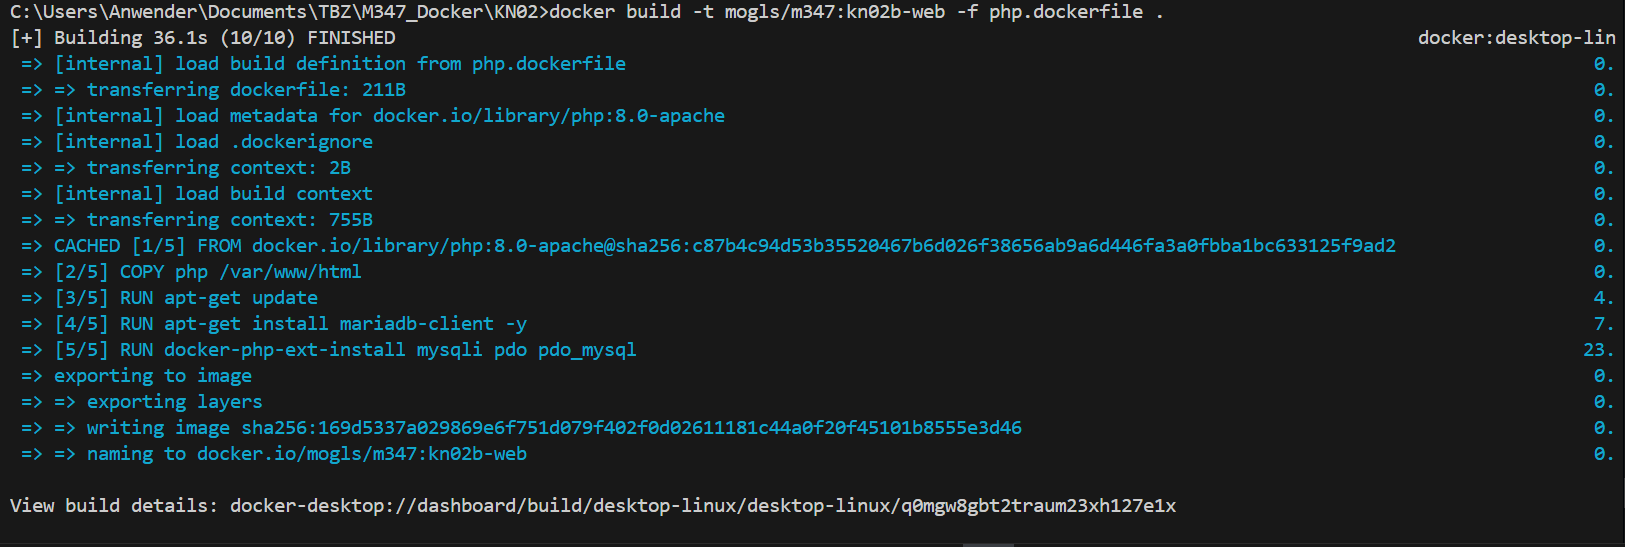 C:\Users\Anwender\Documents\TBZ\M347_Docker\KN02>docker build -t mogls/m347:kn02b-web -f php.dockerfile .
[+] Building 36.1s (10/10) FINISHED docker:desktop-lin
=> [internal] load build definition from php.dockerfile 0.
=> => transferring dockerfile: 211B 0.
=> [internal] load metadata for docker.io/library/php:8.0-apache 0.
=> [internal] load .dockerignore 0.
=> => transferring context: 2B 0.
=> [internal] load build context 0.
=> => transferring context: 755B 0.
=> CACHED [1/5] FROM docker.io/library/php:8.0-apache@sha256:c87b4c94d53b35520467b6d026f38656ab9a6d446fa3a0fbba1bc633125f9ad2 0.
=> [2/5] COPY php /var/www/html 0.
=> [3/5] RUN apt-get update 4.
=> [4/5] RUN apt-get install mariadb-client -y 7.
=> [5/5] RUN docker-php-ext-install mysqli pdo pdo_mysql 23.
=> exporting to image 0.
=> => exporting layers 0.
=> => writing image sha256:169d5337a029869e6f751d079f402f0d02611181c44a0f20f45101b8555e3d46 0.
=> => naming to docker.io/mogls/m347:kn02b-web 0.
View build details: docker-desktop://dashboard/build/desktop-linux/desktop-linux/q0mgw8gbt2traum23xh127e1x